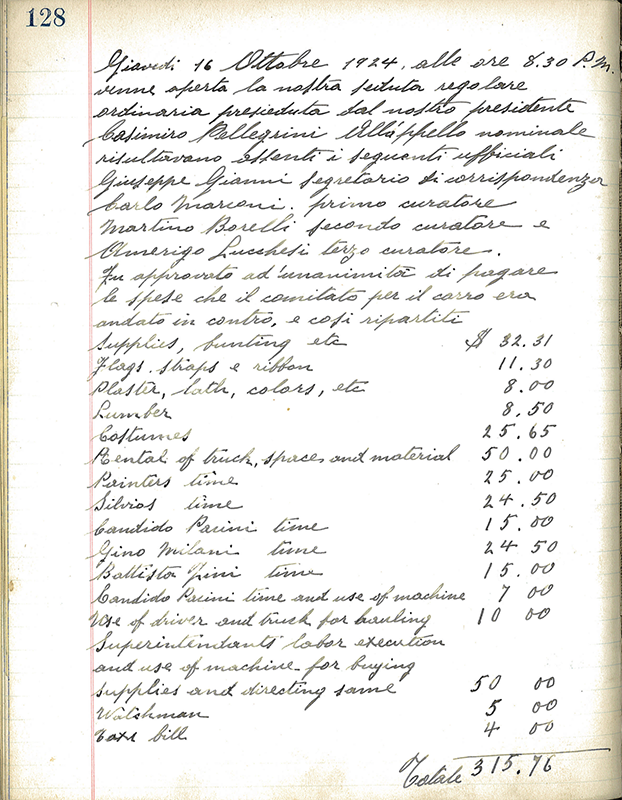 128
Giovedi 16 Ottobre 1924, alle ore 8.30 P.M.
venne aperta la nostra seduta regolare
ordinaria presieduta dal nostro presidente
Casimiro Pellegrini All'appello nominale
risultavano assenti i seguenti ufficiali
Giuseppe Gianni segretario di corrispondenza
Carlo Marconi. primo curatore
Martino Borelli secondo curatore e
Amerigo Lucchesi terzo curatore.
Fu approvato ad'unanimità di pagare
le spese che il comitato per il carro era
andato in contro, e cosi ripartiti
Supplies, bunting etc $ 32.31
Flags. straps e ribbon 11.30
Plaster, lath, colors, etc 8.00
Lumber 8.50
Costumes 25.65
Rental of truck, spaces and material 50.00
Painters time 25.00
Silvios time 24.50
Candido Pacini time 15.00
Gino Milani time 24 50
Battista Gini time 15.00
Candido Pacini time and use of machine 7 00
Use of driver and truck for hauling 10 00
Superintendants labor execution
and use of machine for buying
supplies and directing same 50 00
Watchman 5 00
bill 4 00
Totale 315.76